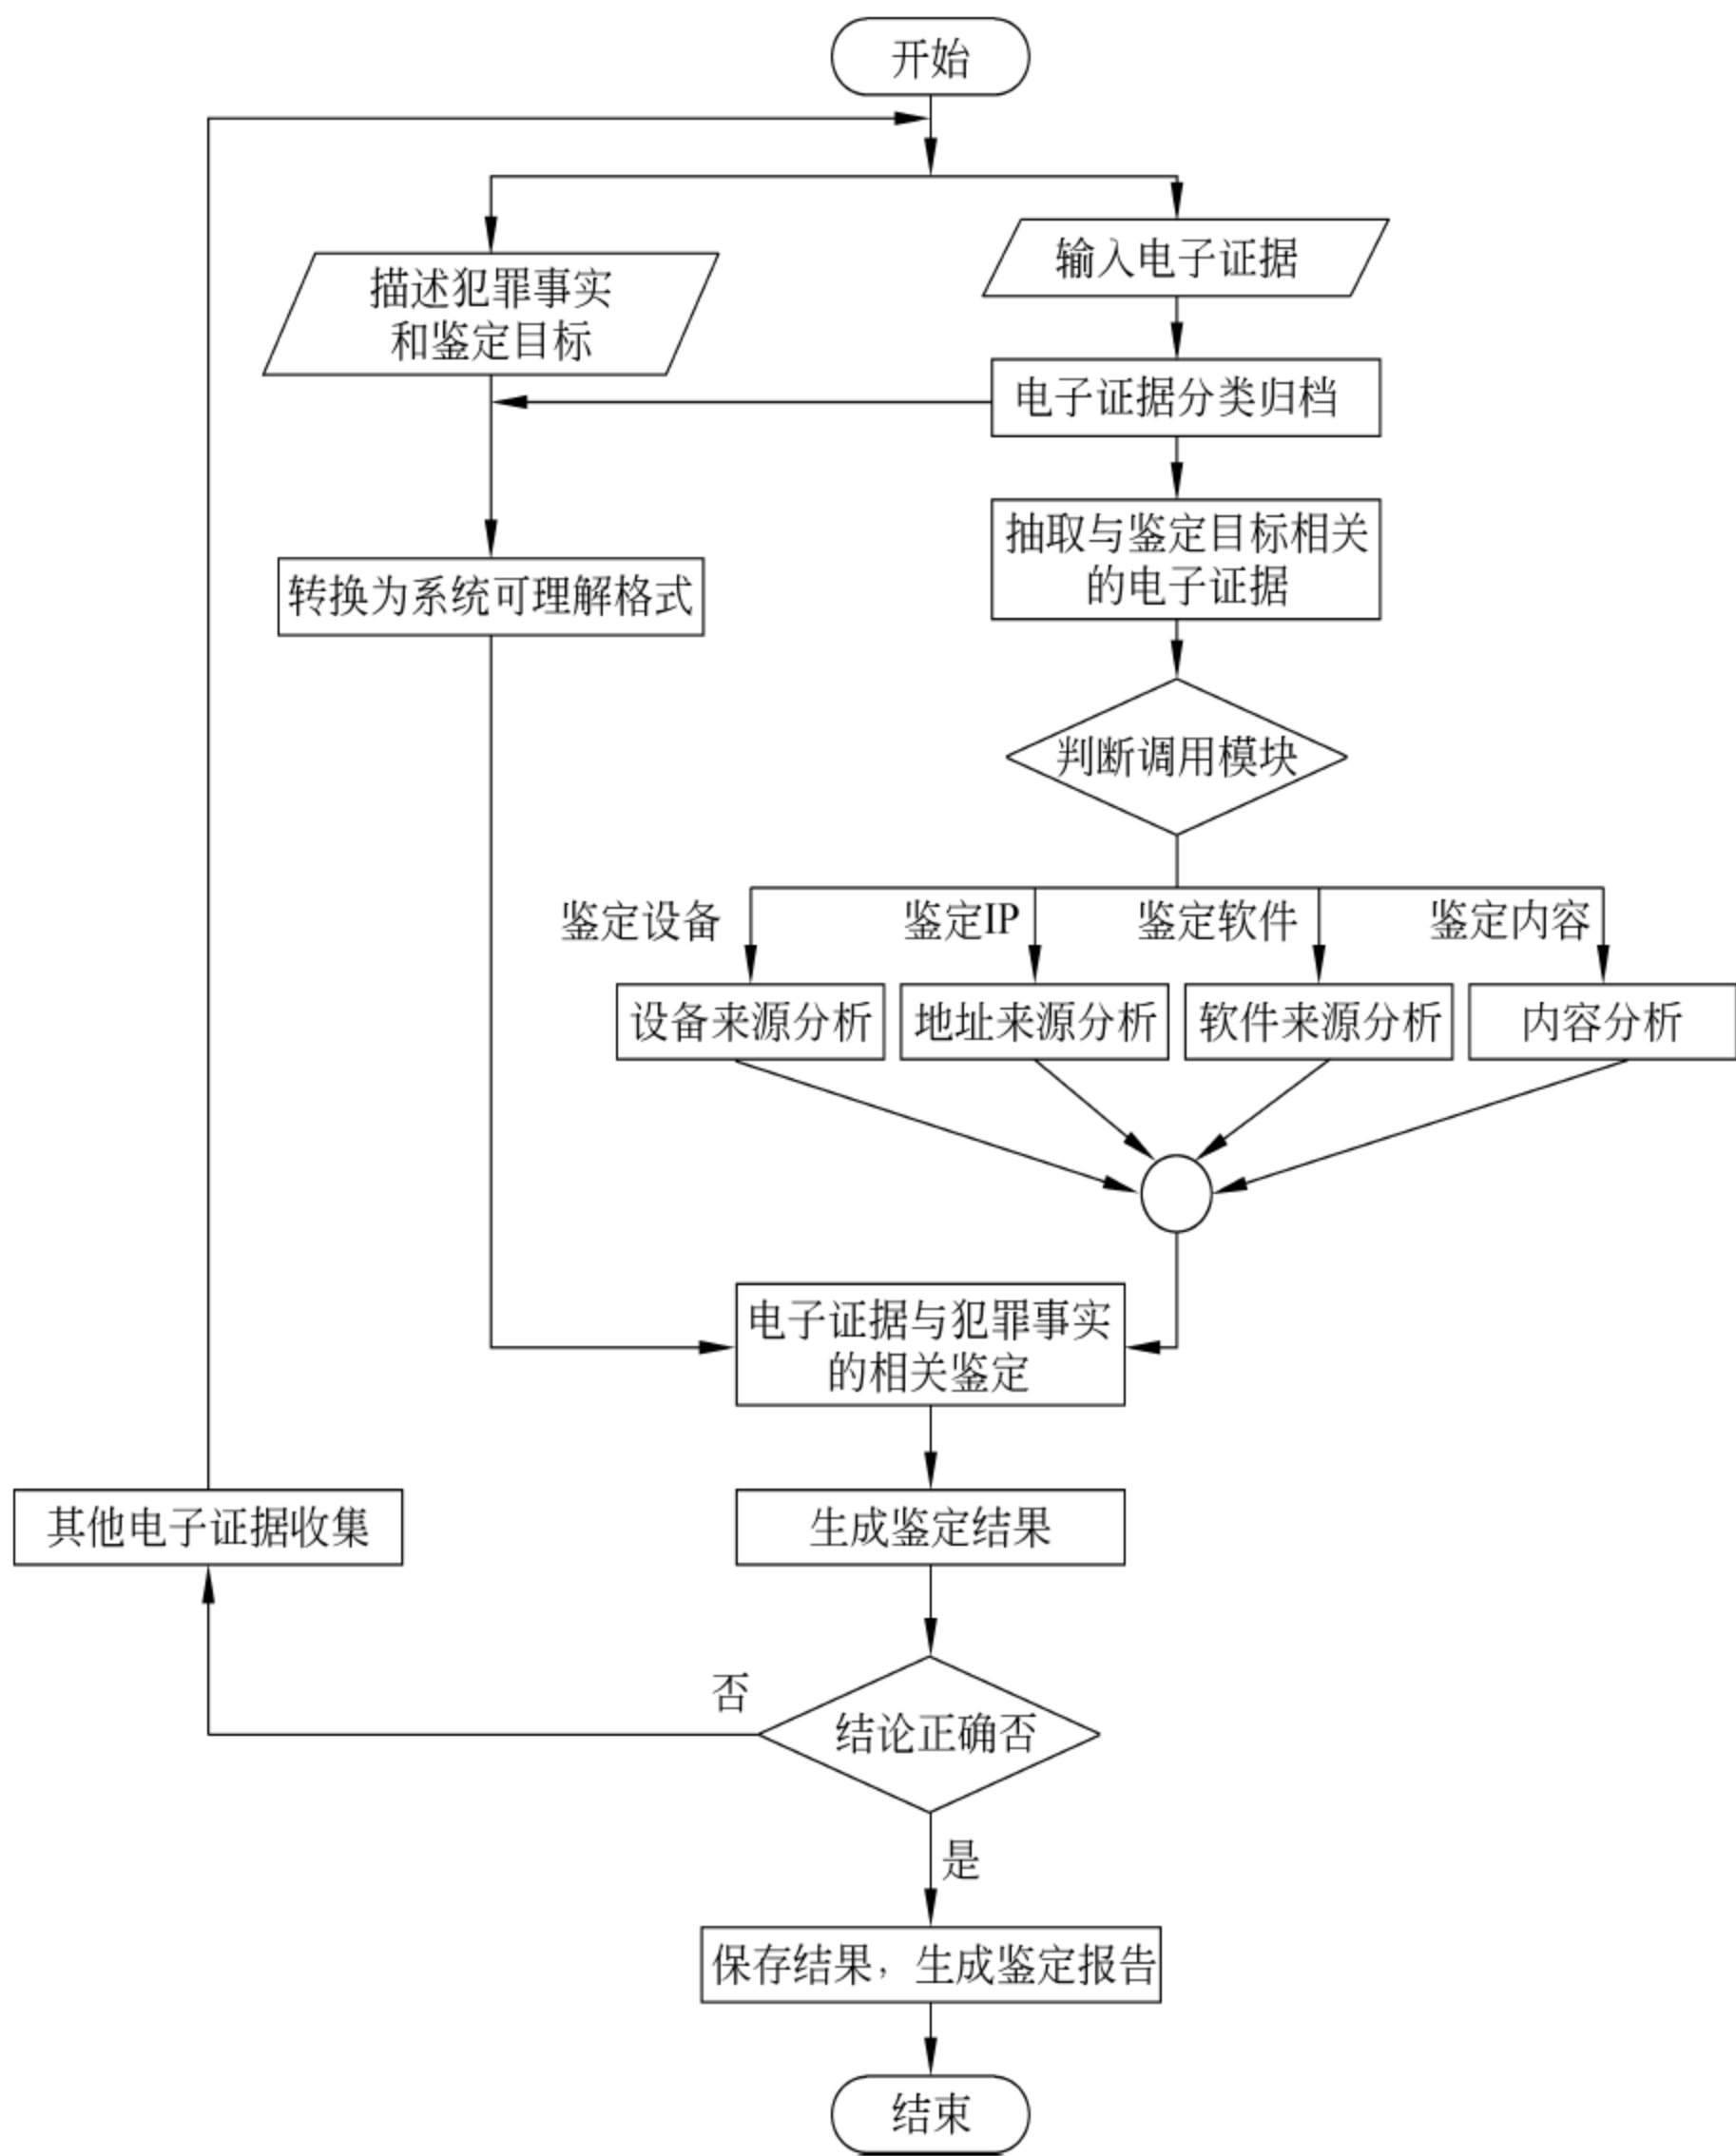 开始
输入电子证据
描述犯罪事实
和鉴定目标
电子证据分类归档
抽取与鉴定目标相关
的电子证据
转换为系统可理解格式
判断调用模块
鉴定设备
鉴定IP
鉴定软件
鉴定内容
设备来源分析
地址来源分析
软件来源分析
内容分析
电子证据与犯罪事实
的相关鉴定
其他电子证据收集
生成鉴定结果
否
结论正确否
是
保存结果，生成鉴定报告
结束